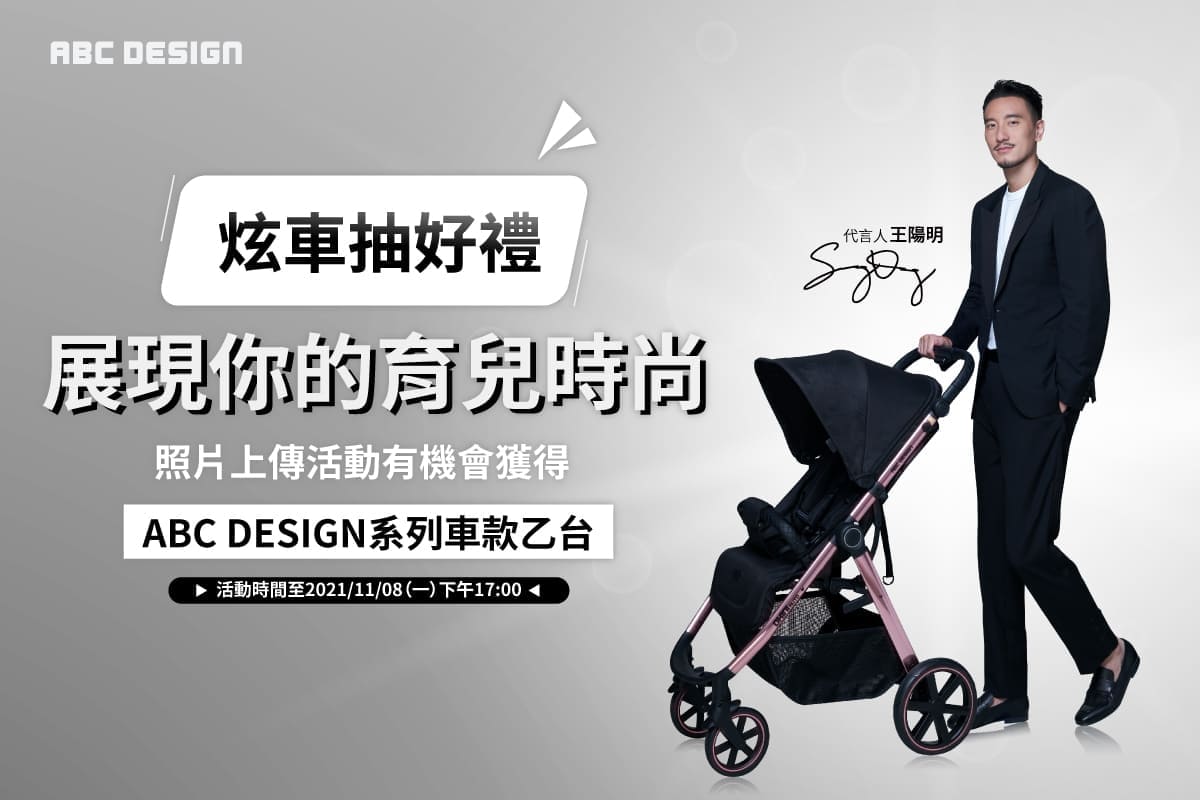 ABC DESIGN
炫車抽好禮
代言人 王陽明
展現你的育兒時尚
照片上傳活動有機會獲得
ABC DESIGN系列車款乙台
▶ 活動時間至2021/11/08 (一) 下午17:00 ◀